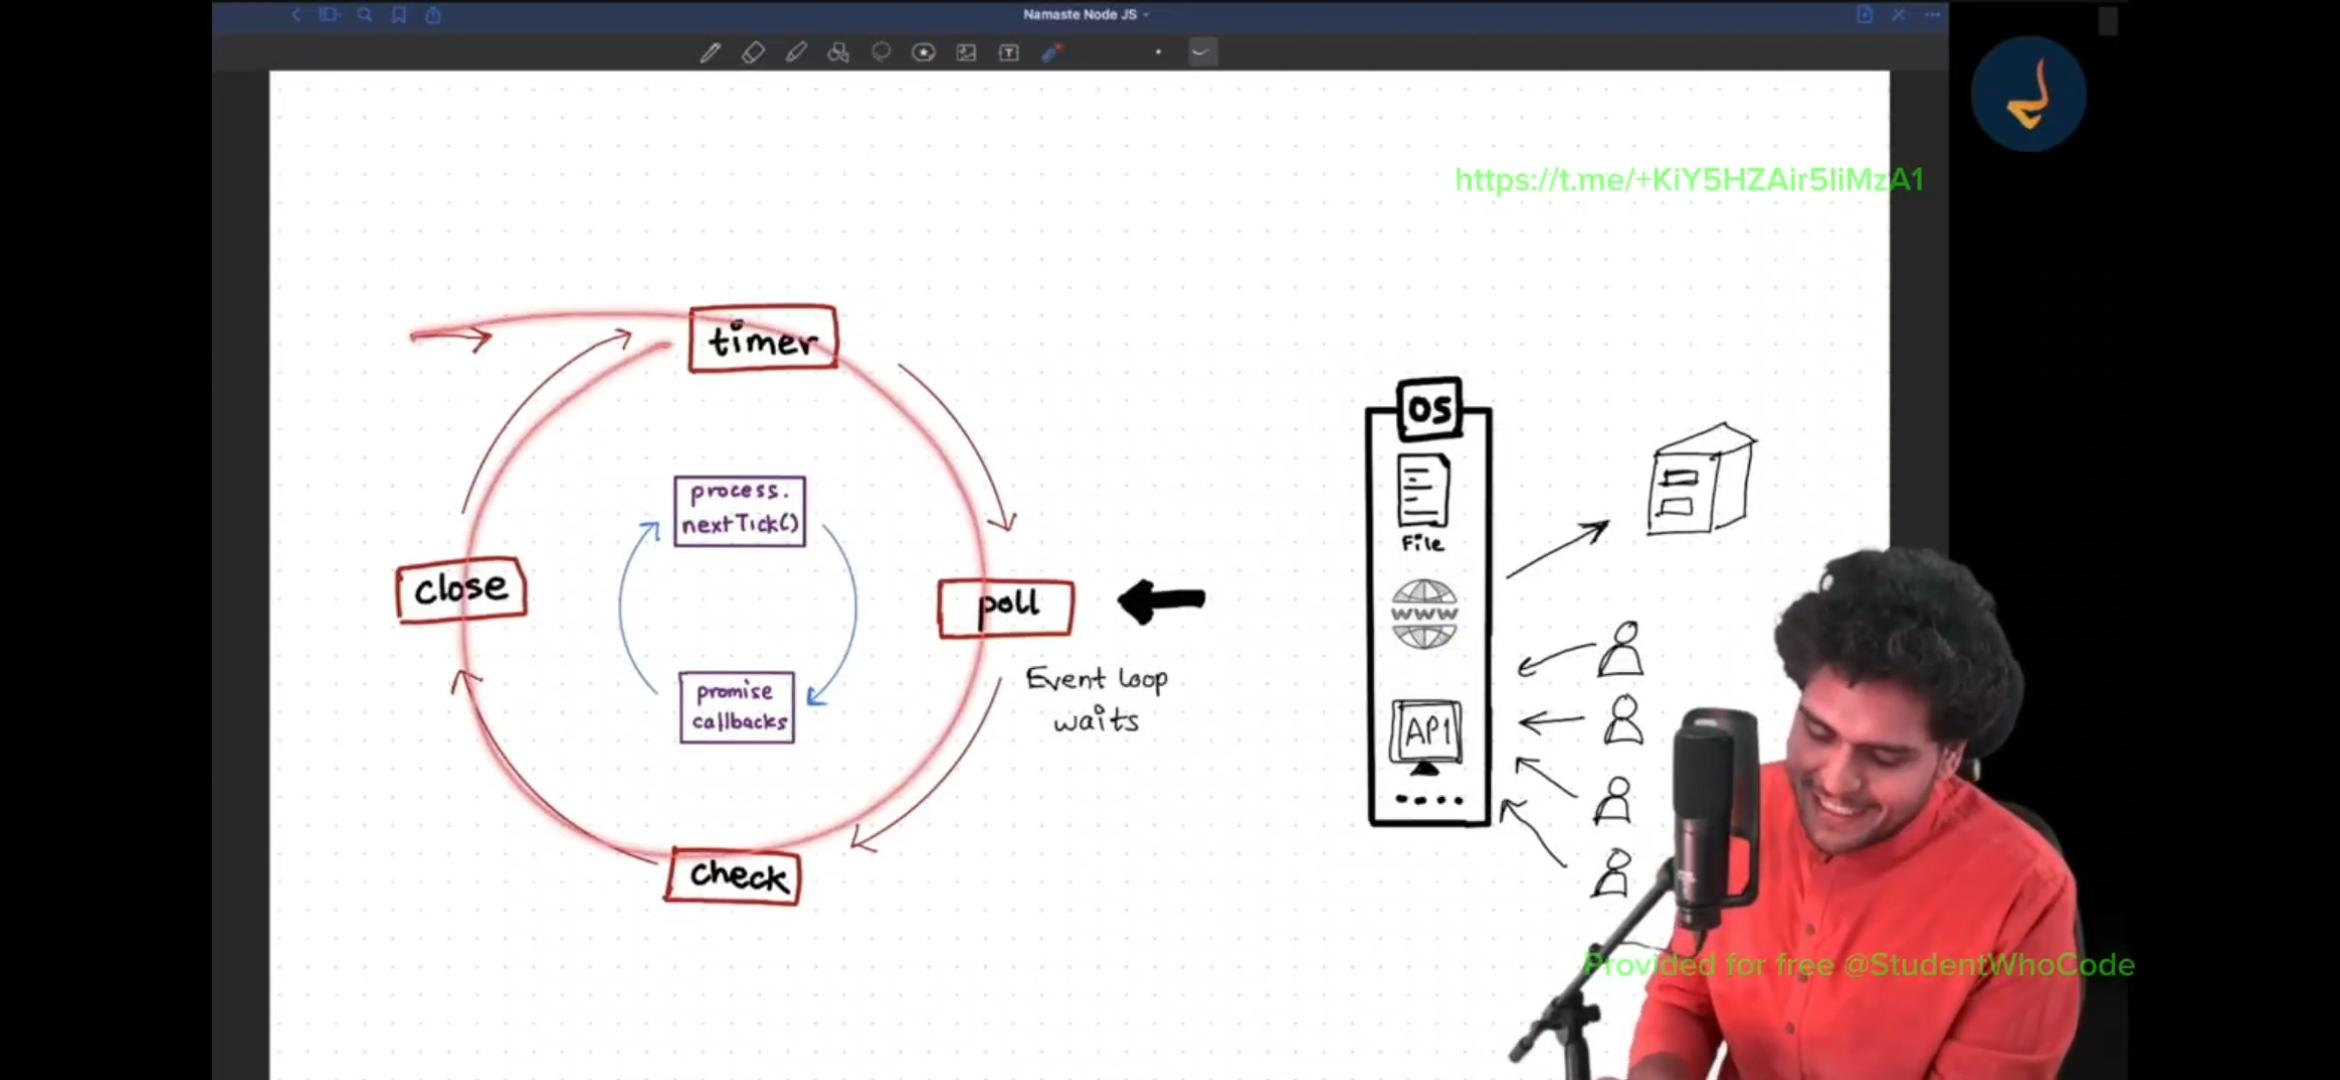 Namaste Node JS
https://t.me/+KiY5HZAir5IiMzA1
timer
OS
process.
nextTick()
File
close
poll
www
Event loop
waits
promise
callbacks
API
check
Provided for free @StudentWhoCode